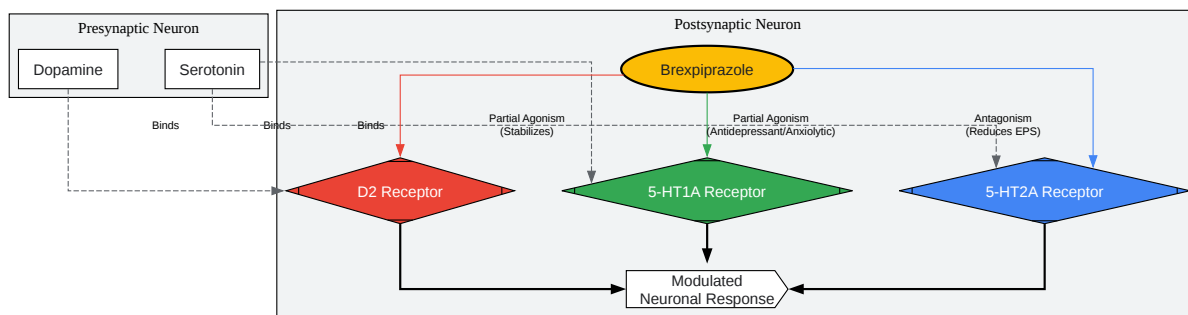 Presynaptic Neuron
Postsynaptic Neuron
Dopamine
Serotonin
Brexpiprazole
Binds
Binds
Binds
Partial Agonism
(Stabilizes)
Partial Agonism
(Antidepressant/Anxiolytic)
Antagonism
(Reduces EPS)
D2 Receptor
5-HT1A Receptor
5-HT2A Receptor
Modulated
Neuronal Response